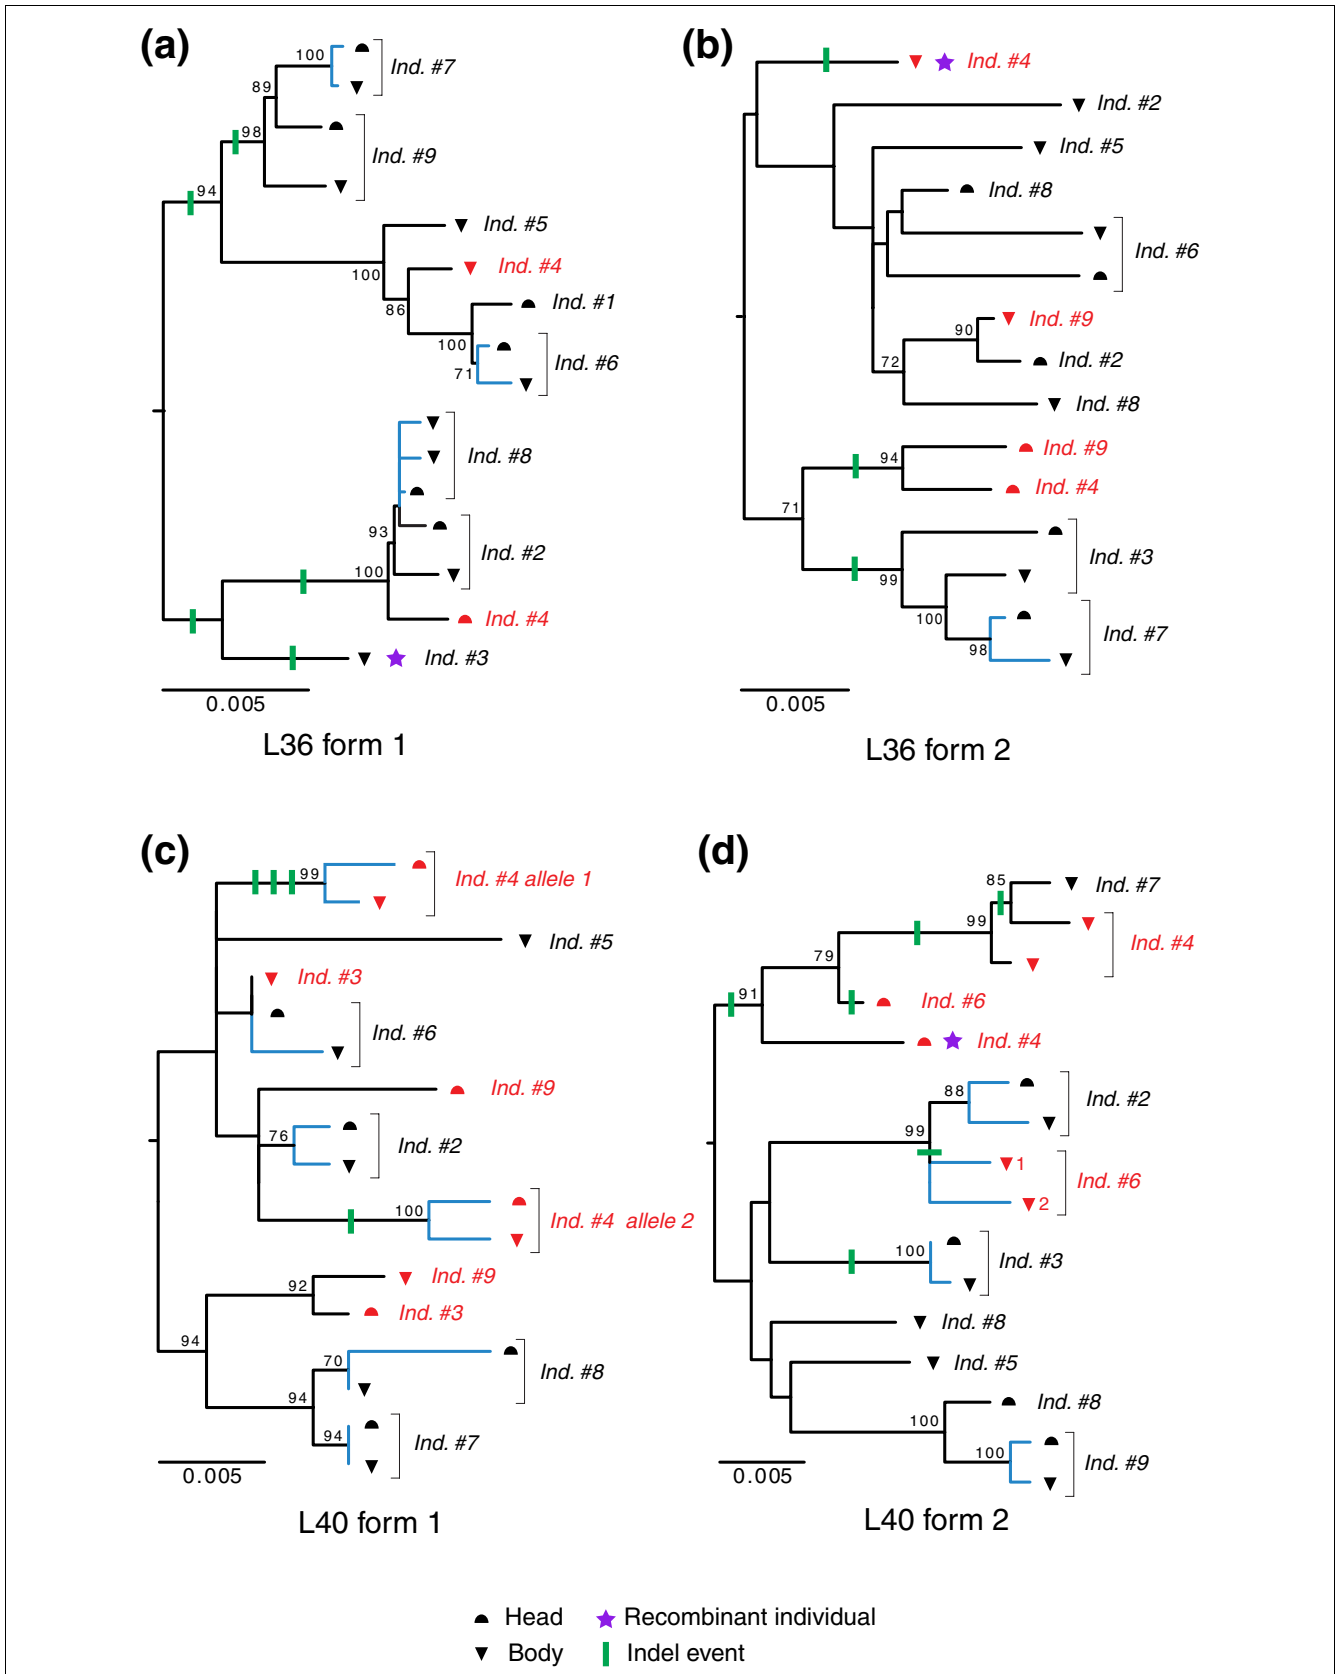 (a)
100
Ind. #7
89
98
Ind. #9
94
Ind. #5
100
Ind. #4
86
Ind. #1
100
71
Ind. #6
Ind. #8
93
Ind. #2
100
Ind. #4
Ind. #3
0.005
L36 form 1
(b)
Ind. #4
Ind. #2
Ind. #5
Ind. #8
Ind. #6
Ind. #9
90
Ind. #2
72
Ind. #8
Ind. #9
94
Ind. #4
71
Ind. #3
99
100
Ind. #7
98
0.005
L36 form 2
(c)
99
Ind. #4 allele 1
Ind. #5
Ind. #3
Ind. #6
Ind. #9
76
Ind. #2
100
Ind. #4 allele 2
Ind. #9
92
Ind. #3
94
70
Ind. #8
94
94
Ind. #7
0.005
L40 form 1
(d)
85
Ind. #7
99
Ind. #4
79
91
Ind. #6
Ind. #4
88
Ind. #2
99
1
Ind. #6
2
100
Ind. #3
Ind. #8
Ind. #5
Ind. #8
100
100
Ind. #9
0.005
L40 form 2
Head
Recombinant individual
Body
Indel event